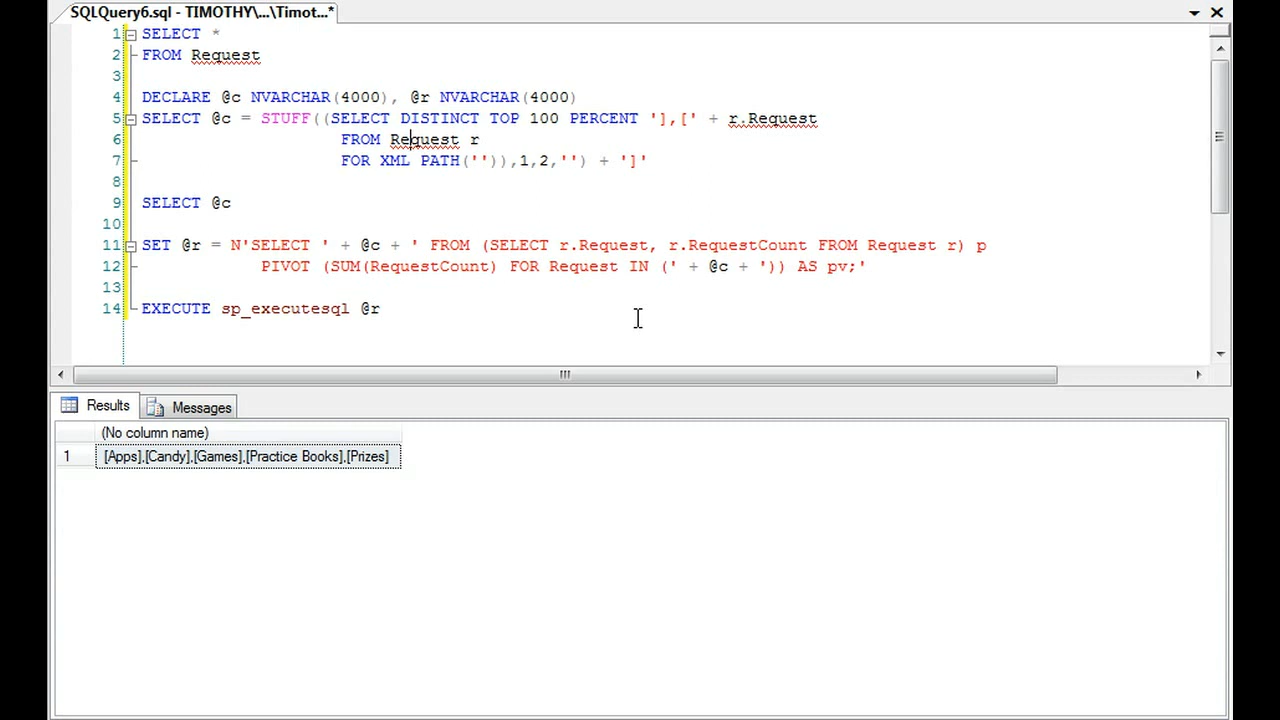 SQLQuery6.sql - TIMOTHY\...\Timot...*
1 SELECT *
2 FROM Request
3
4 DECLARE @c NVARCHAR(4000), @r NVARCHAR(4000)
5 SELECT @c = STUFF((SELECT DISTINCT TOP 100 PERCENT '],[' + r.Request
6 FROM Request r
7 FOR XML PATH('')),1,2,'') + ']'
8
9 SELECT @c
10
11 SET @r = N'SELECT ' + @c + ' FROM (SELECT r.Request, r.RequestCount FROM Request r) p
12 PIVOT (SUM(RequestCount) FOR Request IN (' + @c + ')) AS pv;'
13
14 EXECUTE sp_executesql @r
Results Messages
(No column name)
1 [Apps],[Candy],[Games],[Practice Books],[Prizes]